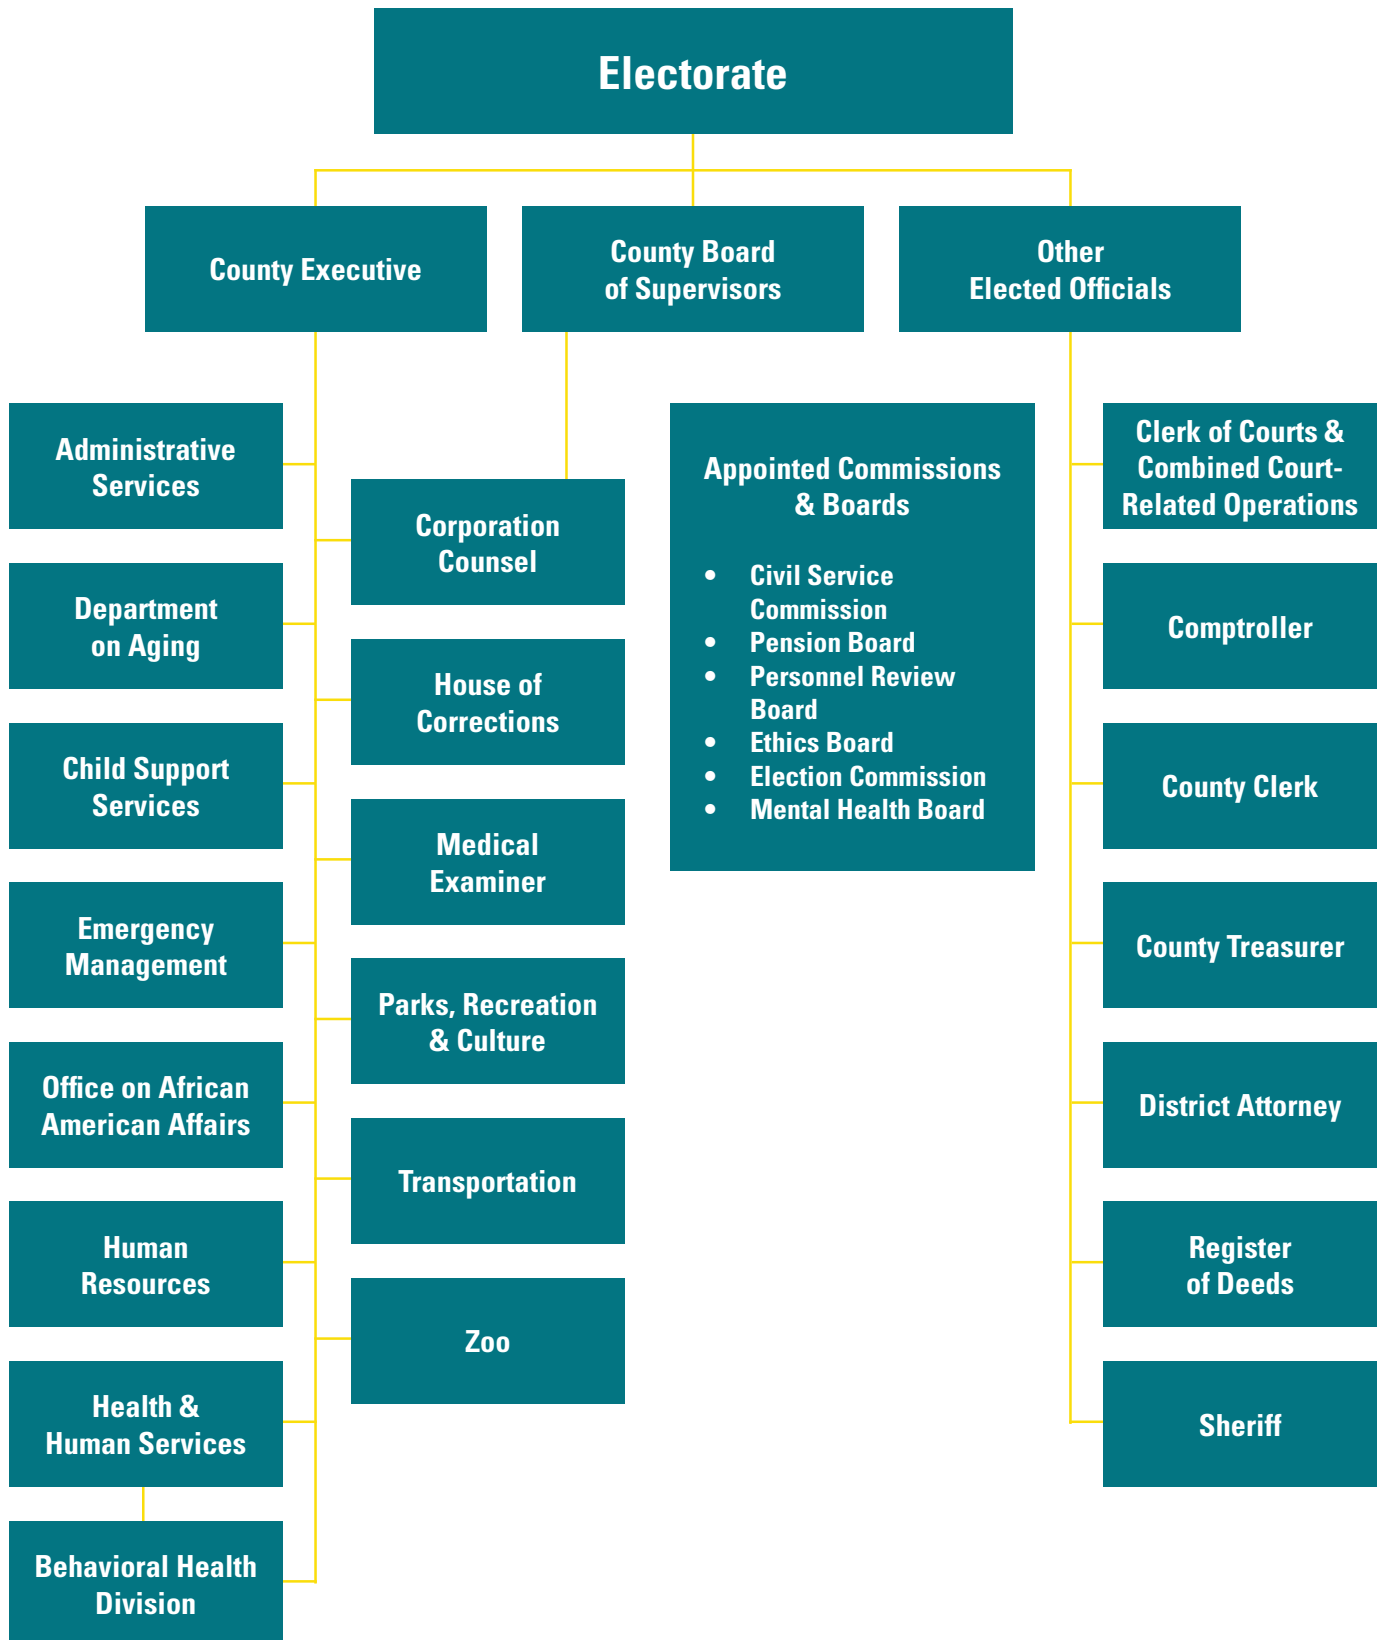 Electorate
County Executive
County Board
of Supervisors
Other
Elected Officials
Administrative
Services
Department
on Aging
Child Support
Services
Emergency
Management
Office on African
American Affairs
Human
Resources
Health &
Human Services
Behavioral Health
Division
Corporation
Counsel
House of
Corrections
Medical
Examiner
Parks, Recreation
& Culture
Transportation
Zoo
Appointed Commissions
& Boards
• Civil Service
Commission
• Pension Board
• Personnel Review
Board
• Ethics Board
• Election Commission
• Mental Health Board
Clerk of Courts &
Combined Court-
Related Operations
Comptroller
County Clerk
County Treasurer
District Attorney
Register
of Deeds
Sheriff